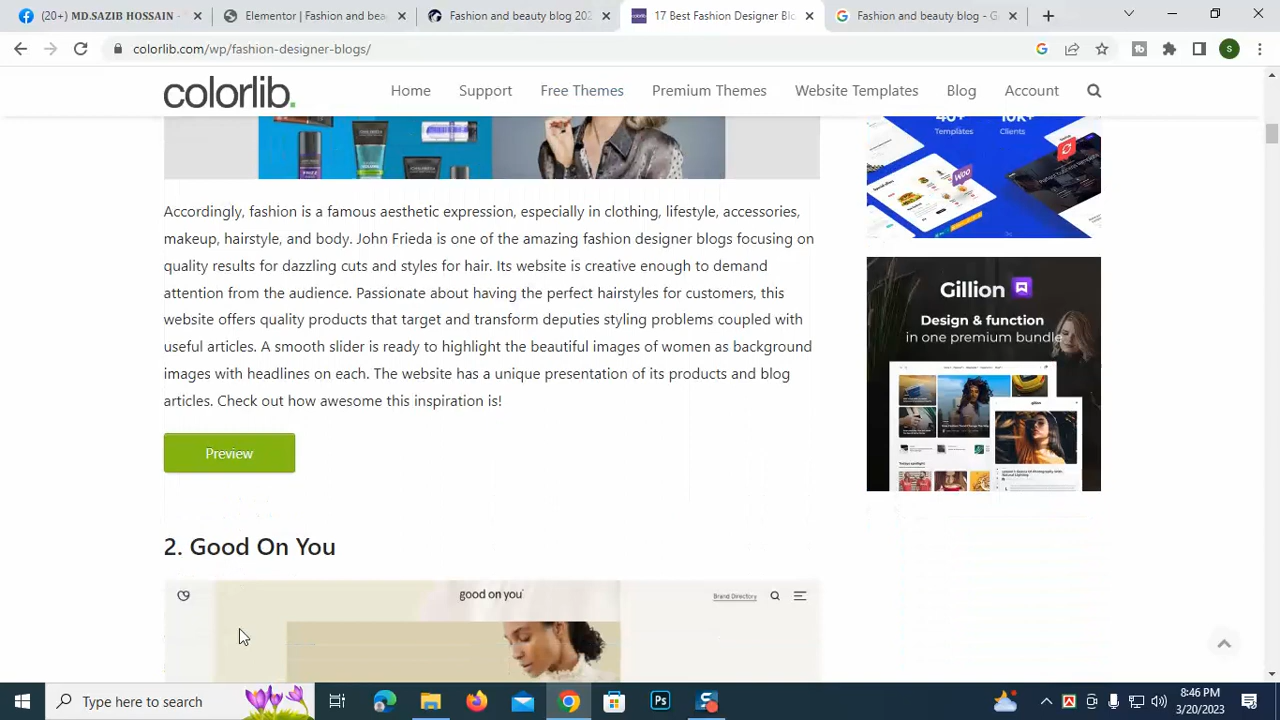 (20+) MD.SAZIB HOSSAIN -
Elementor | Fashion and bea
Fashion and beauty blog 202
17 Best Fashion Designer Blo
Fashion and beauty blog - Go
colorlib.com/wp/fashion-designer-blogs/
S
colorlib.
Home
Support
Free Themes
Premium Themes
Website Templates
Blog
Account
40+
Templates
10K+
Clients
Woo
Accordingly fashion is a famous aesthetic expression, especially in clothing, lifestyle, accessories,
makeup, hairstyle, and body. John Frieda is one of the amazing fashion designer blogs focusing on
quality results for dazzling cuts and styles for hair. Its website is creative enough to demand
attention from the audience. Passionate about having the perfect hairstyles for customers, this
website offers quality products that target and transform deputies styling problems coupled with
useful articles. A smooth slider is ready to highlight the beautiful images of women as background
images with headlines on each. The website has a unique presentation of its products and blog
articles. Check out how awesome this inspiration is!
Preview
Gillion
Design & function
in one premium bundle
gillion
2. Good On You
good on you
Brand Directory
Type here to search
Ps
S
8:46 PM
3/20/2023